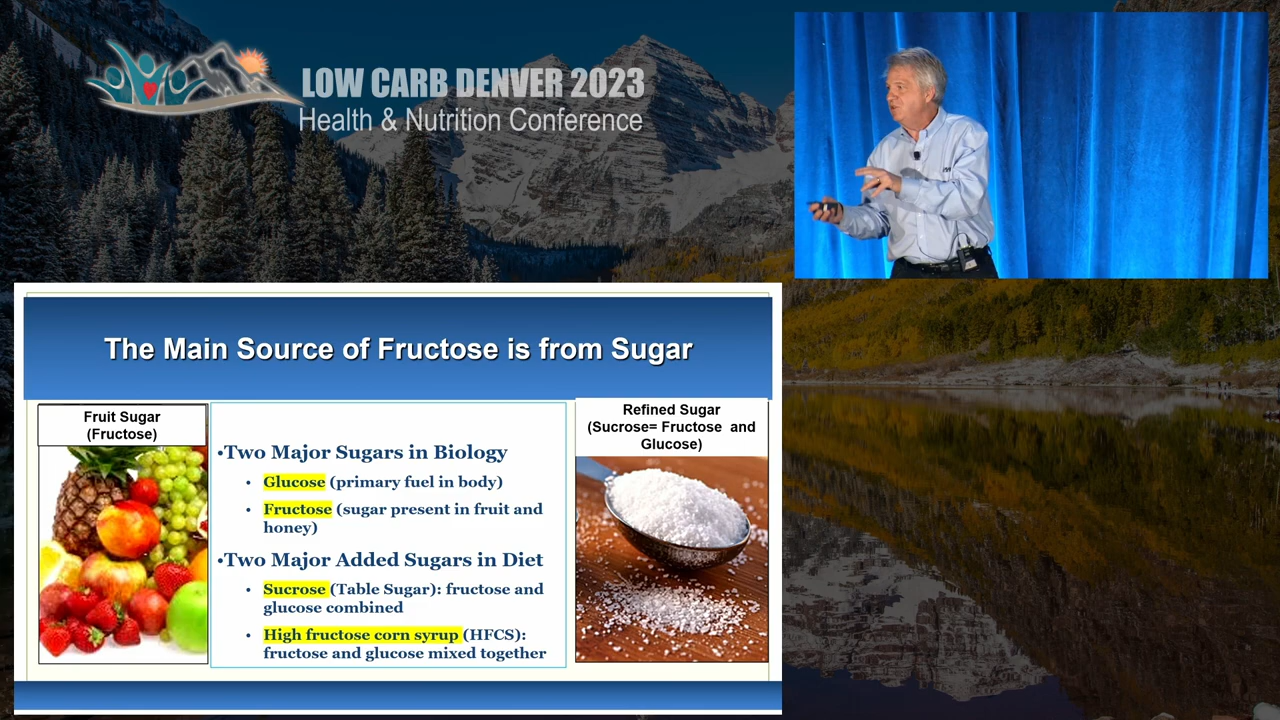 LOW CARB DENVER 2023
Health & Nutrition Conference
The Main Source of Fructose is from Sugar
Fruit Sugar
(Fructose)
•Two Major Sugars in Biology
• Glucose (primary fuel in body)
• Fructose (sugar present in fruit and
honey)
•Two Major Added Sugars in Diet
• Sucrose (Table Sugar): fructose and
glucose combined
• High fructose corn syrup (HFCS):
fructose and glucose mixed together
Refined Sugar
(Sucrose= Fructose and
Glucose)